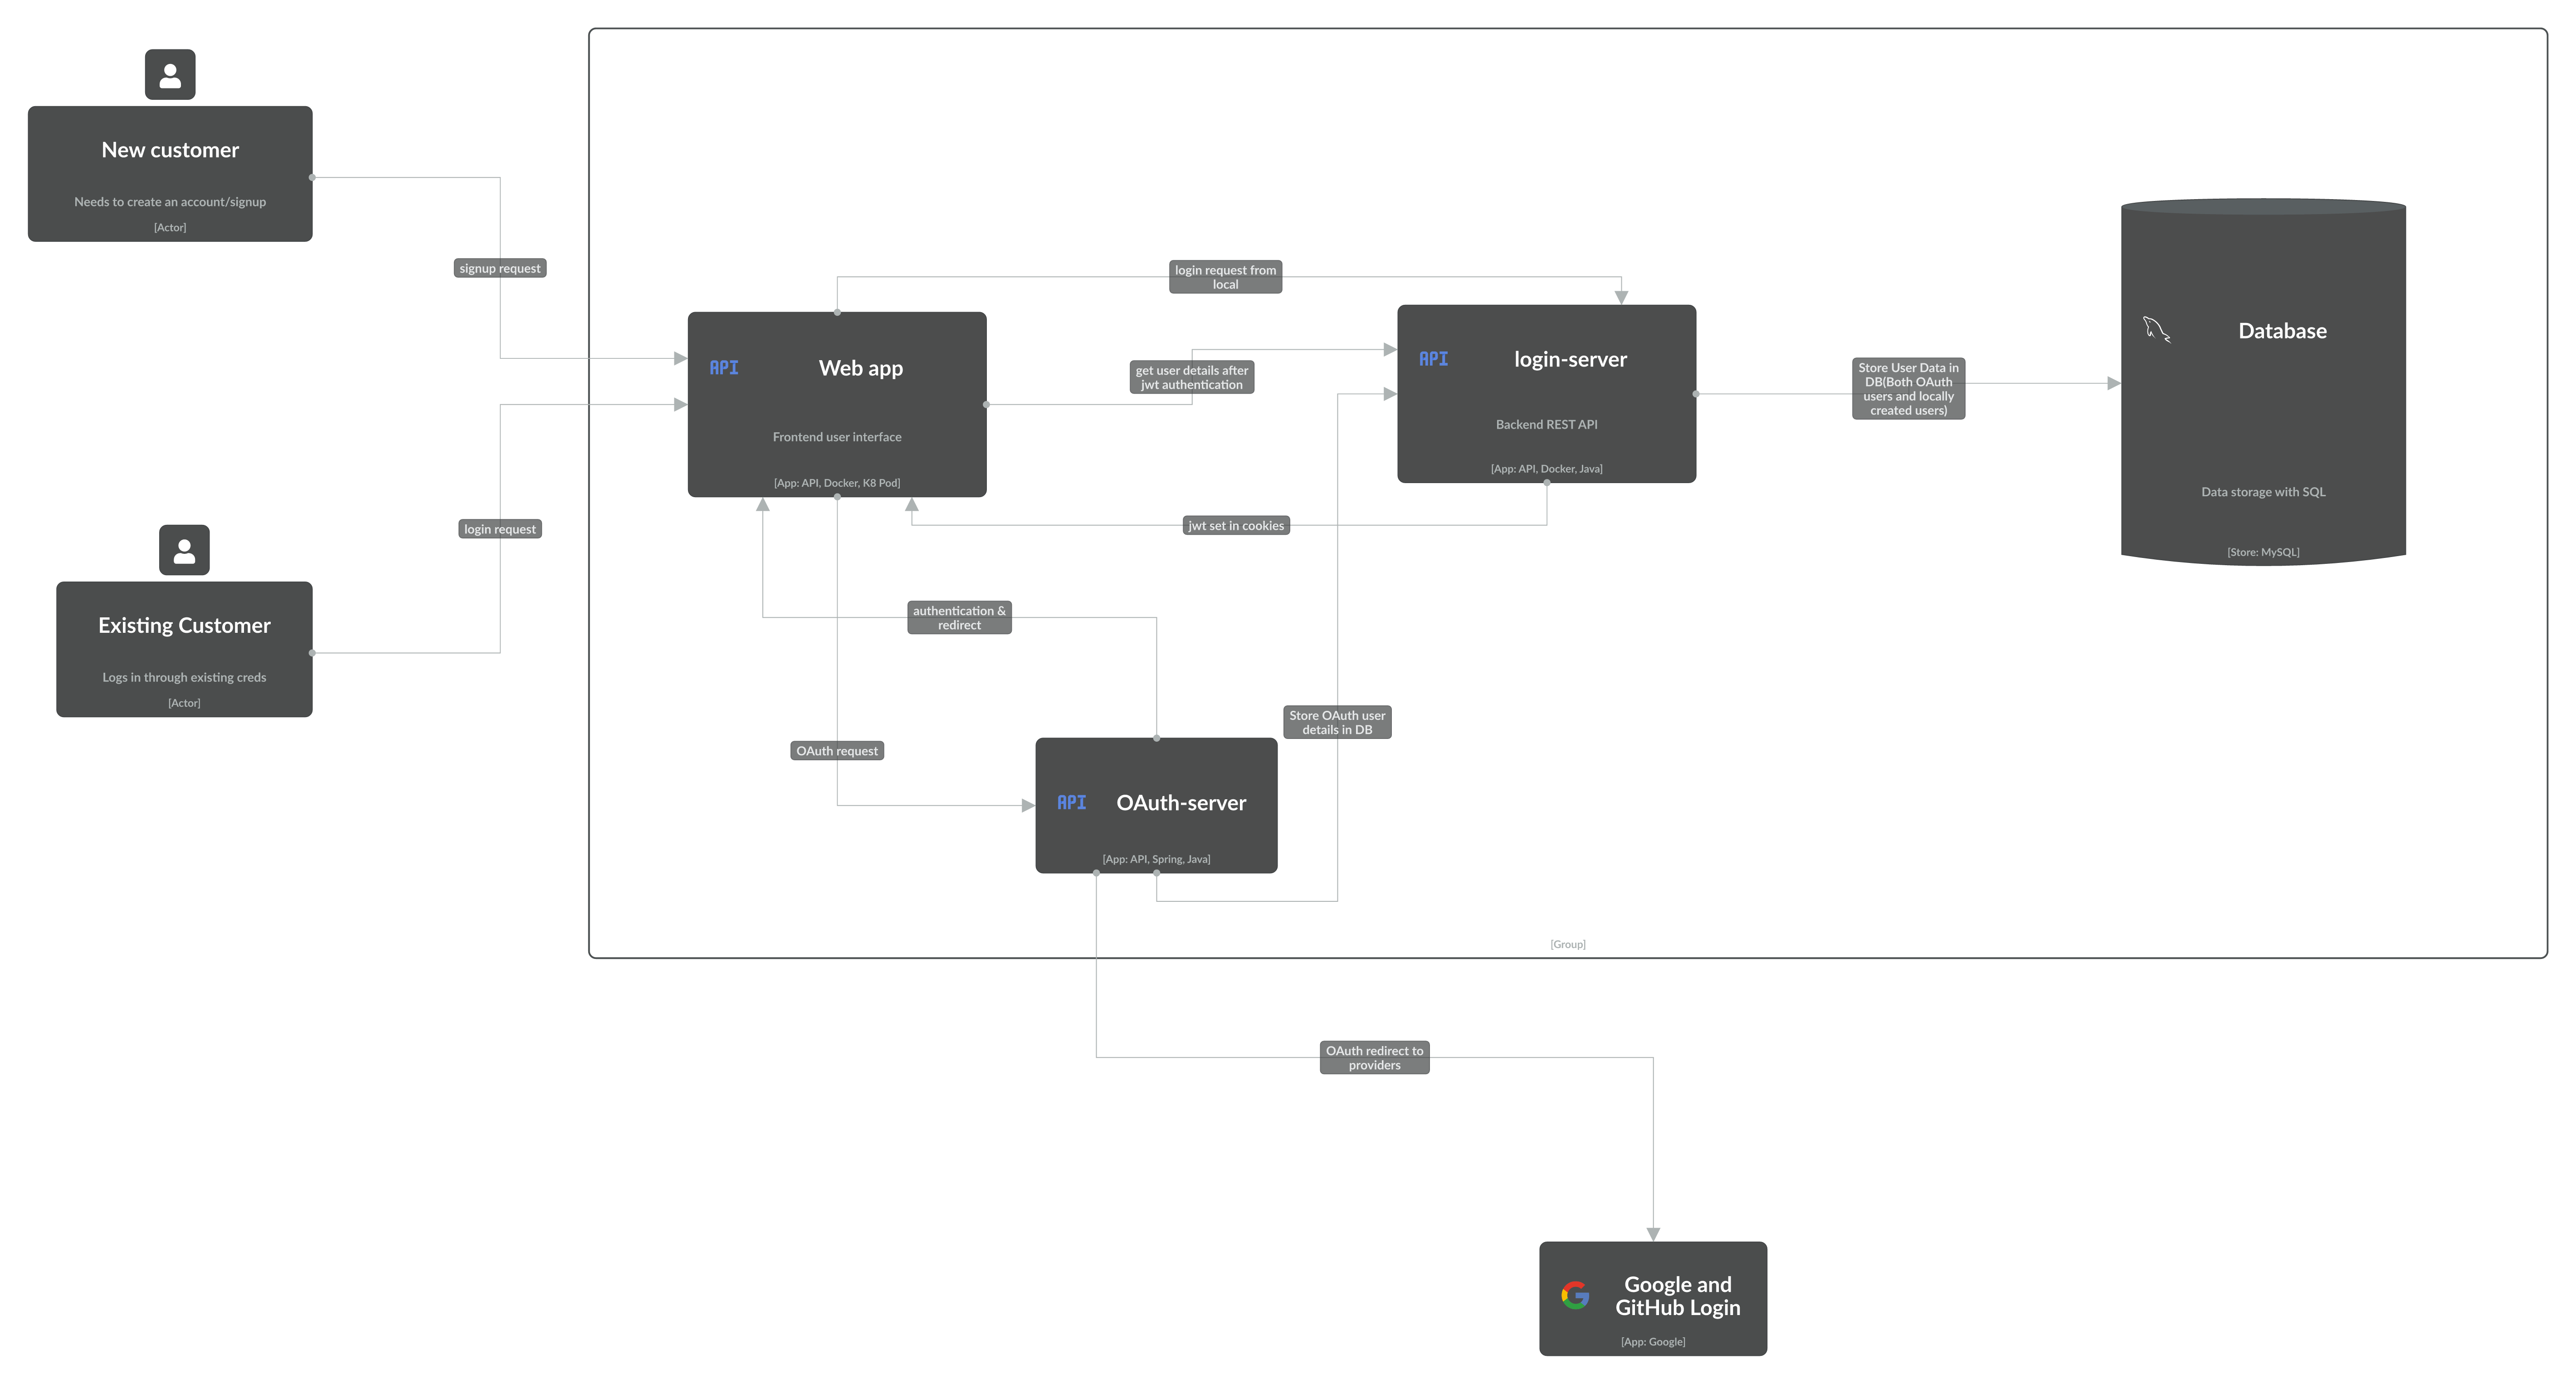 New customer
Needs to create an account/signup
[Actor]
signup request
Existing Customer
Logs in through existing creds
[Actor]
login request
API
Web app
Frontend user interface
[App: API, Docker, K8 Pod]
login request from
local
get user details after
jwt authentication
API
login-server
Backend REST API
[App: API, Docker, Java]
jwt set in cookies
Store User Data in
DB(Both OAuth
users and locally
created users)
Database
Data storage with SQL
[Store: MySQL]
authentication &
redirect
OAuth request
Store OAuth user
details in DB
API
OAuth-server
[App: API, Spring, Java]
[Group]
OAuth redirect to
providers
Google and
GitHub Login
[App: Google]